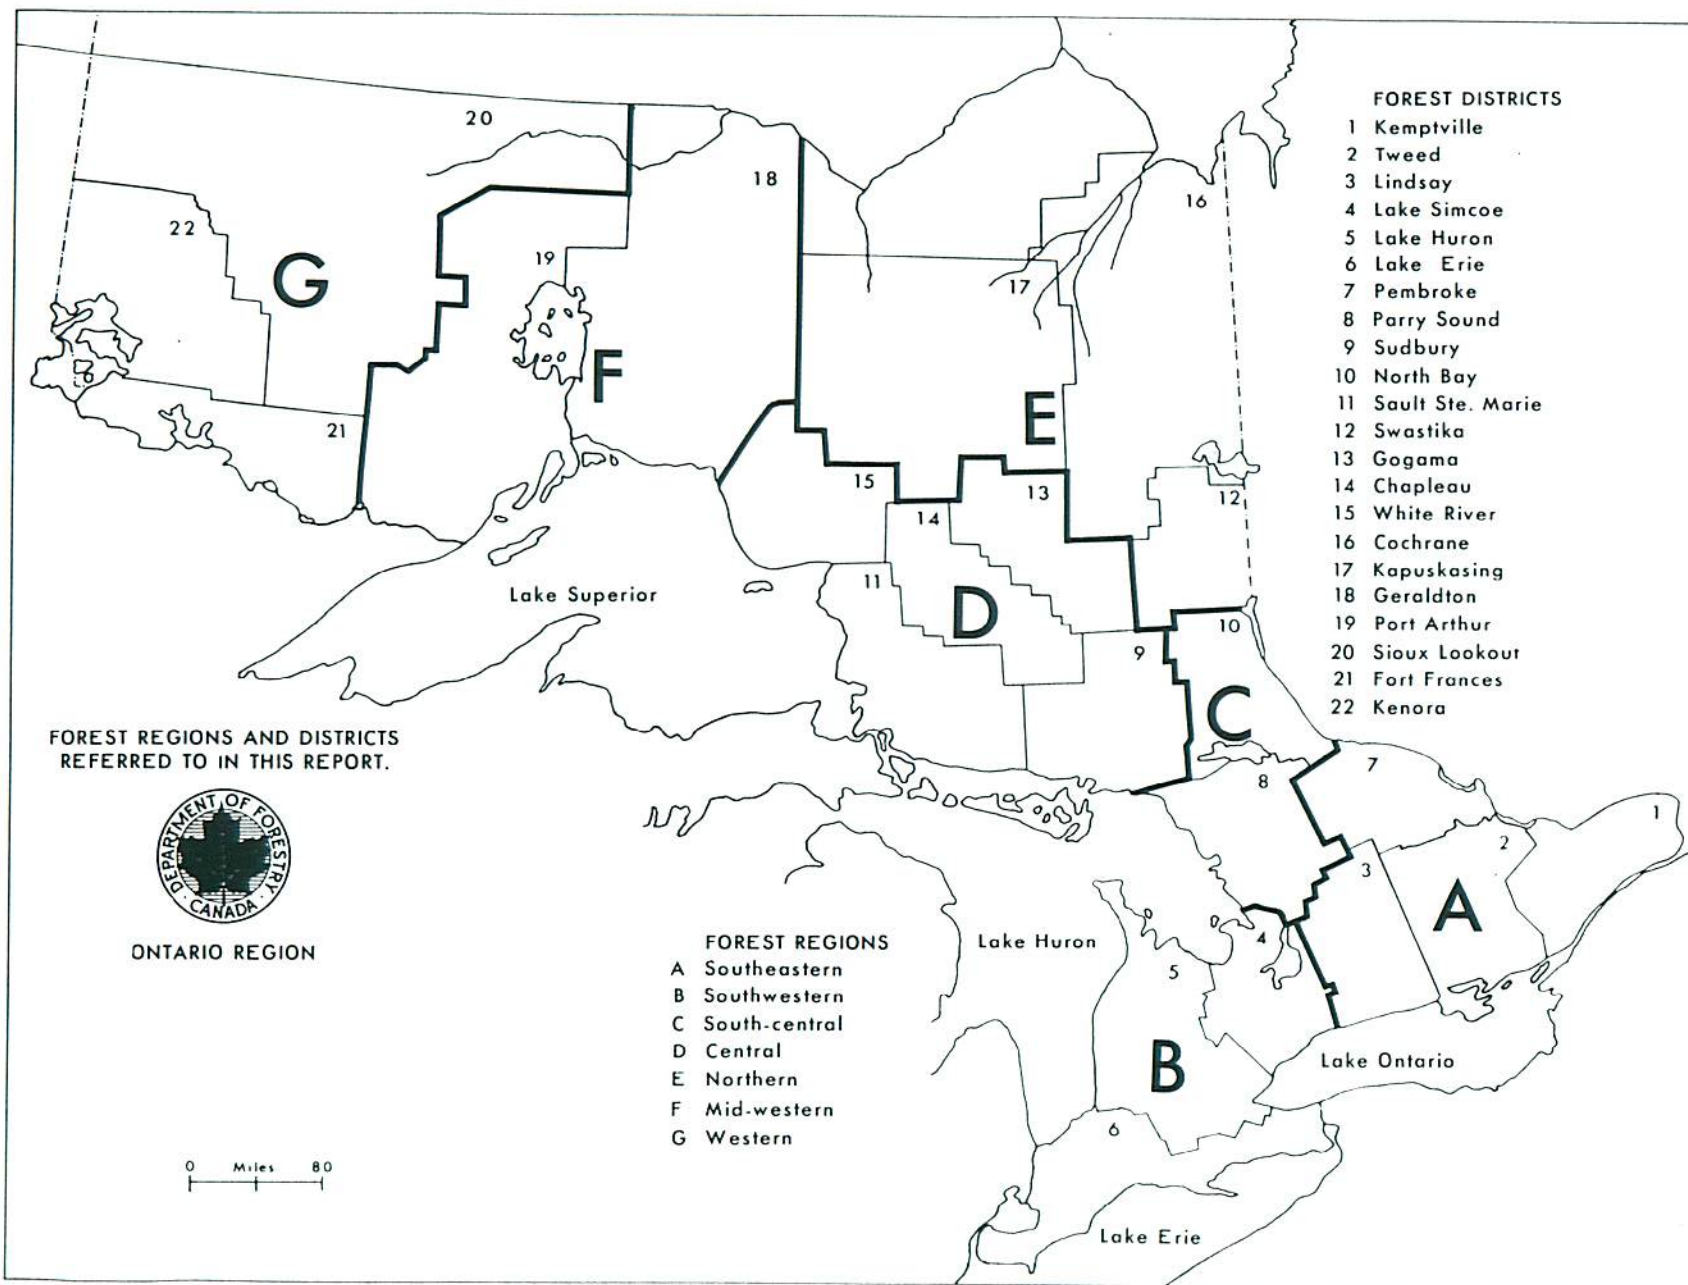 20
18
16
22
G
19
17
F
E
21
15
13
12
14
11
D
10
9
C
7
8
1
2
3
A
4
5
B
6
Lake Superior
Lake Huron
Lake Ontario
Lake Erie
FOREST DISTRICTS
1 Kemptville
2 Tweed
3 Lindsay
4 Lake Simcoe
5 Lake Huron
6 Lake Erie
7 Pembroke
8 Parry Sound
9 Sudbury
10 North Bay
11 Sault Ste. Marie
12 Swastika
13 Gogama
14 Chapleau
15 White River
16 Cochrane
17 Kapuskasing
18 Geraldton
19 Port Arthur
20 Sioux Lookout
21 Fort Frances
22 Kenora
FOREST REGIONS AND DISTRICTS
REFERRED TO IN THIS REPORT.
DEPARTMENT OF FORESTRY
CANADA
ONTARIO REGION
FOREST REGIONS
A Southeastern
B Southwestern
C South-central
D Central
E Northern
F Mid-western
G Western
0 Miles 80